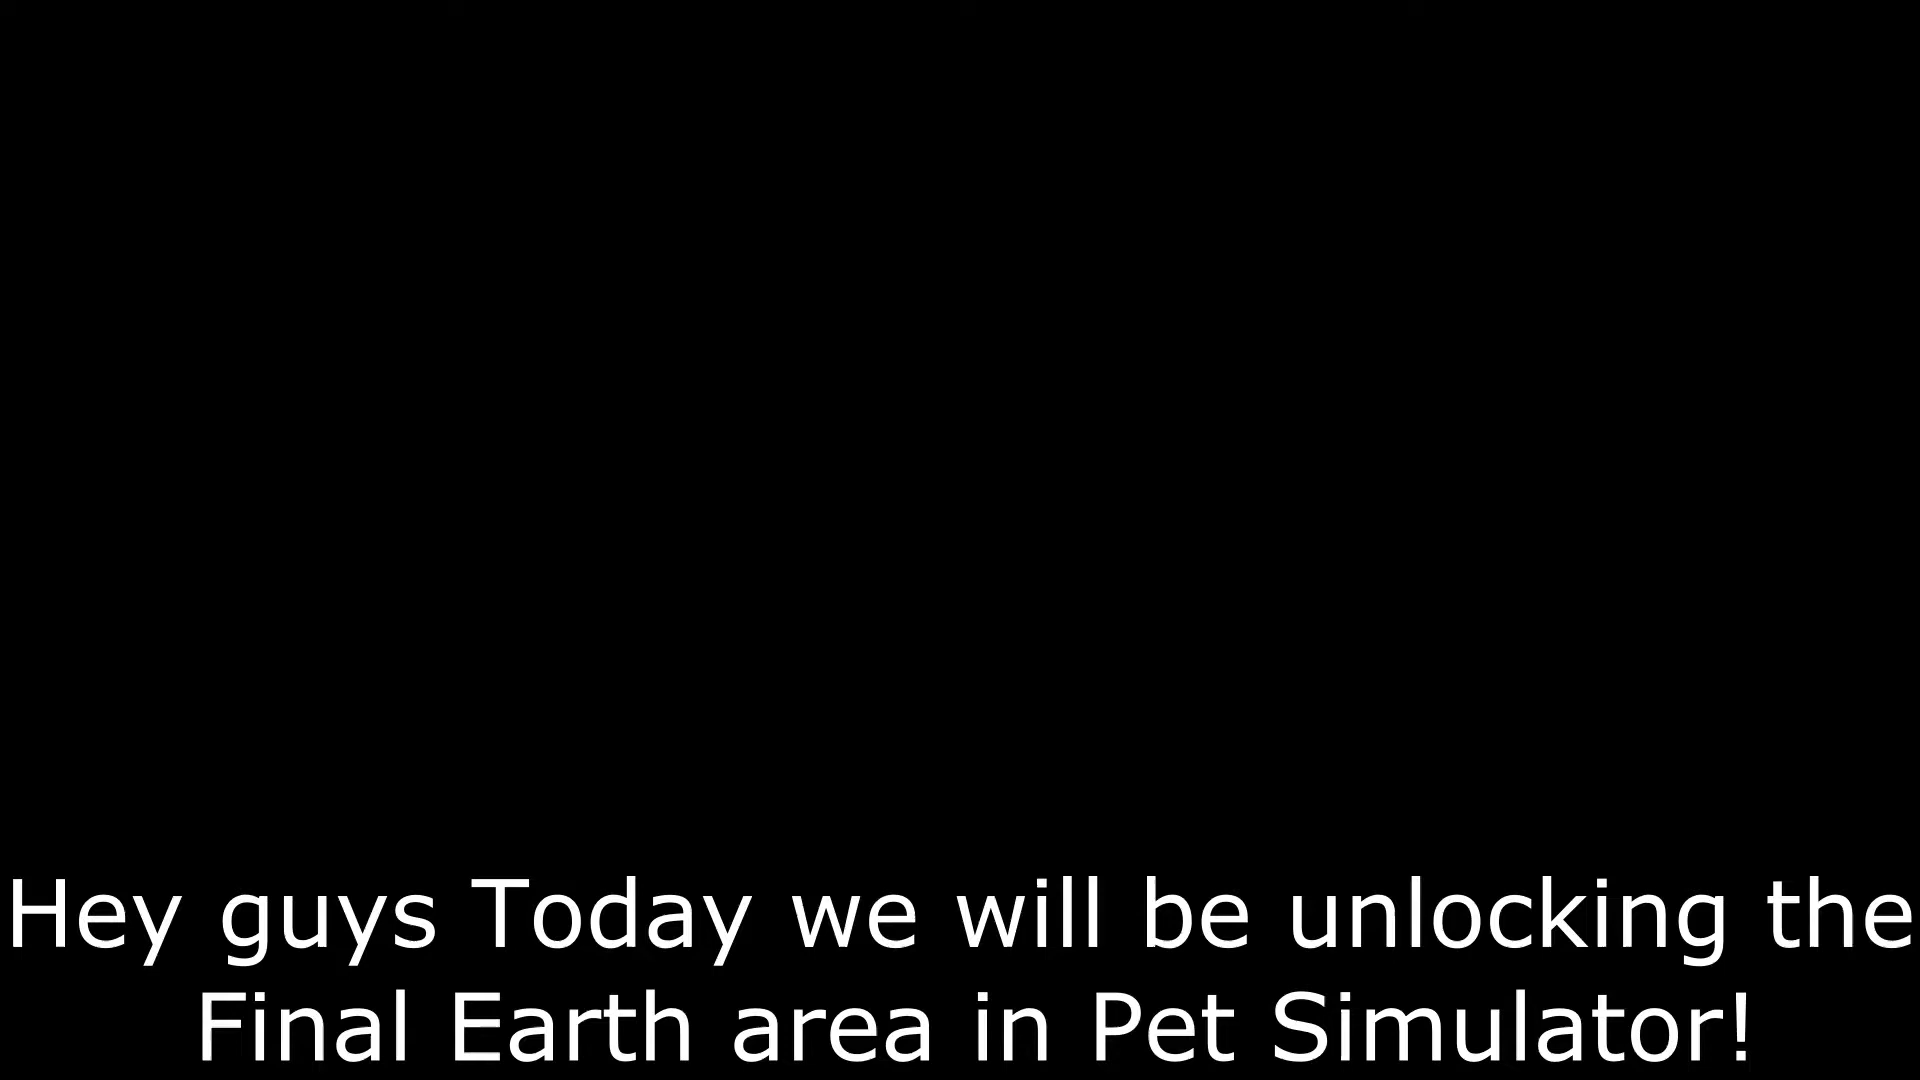 Hey guys Today we will be unlocking the
Final Earth area in Pet Simulator!